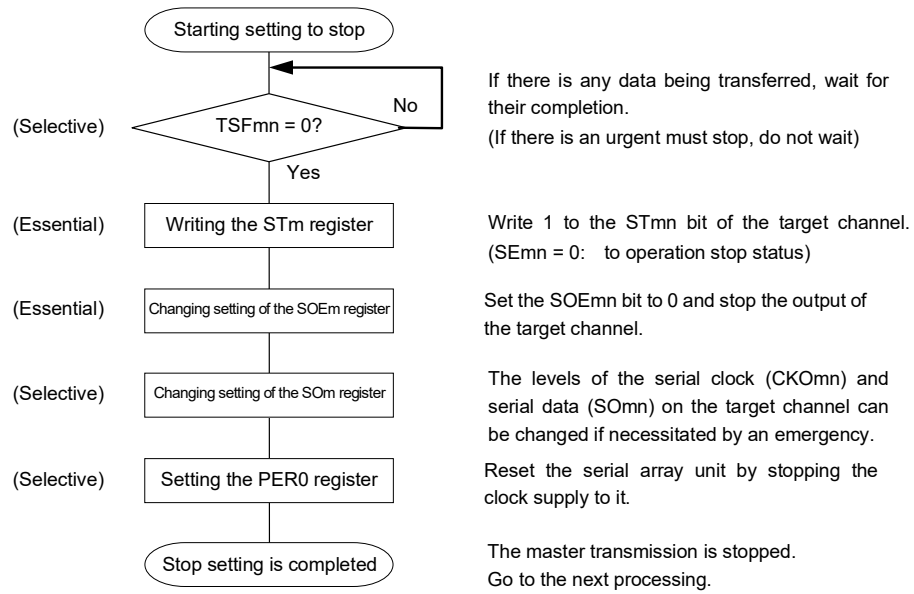 Starting setting to stop
No
If there is any data being transferred, wait for
their completion.
(If there is an urgent must stop, do not wait)
(Selective)
TSFmn = 0?
Yes
(Essential)
Writing the STm register
Write 1 to the STmn bit of the target channel.
(SEmn = 0: to operation stop status)
(Essential)
Changing setting of the SOEm register
Set the SOEmn bit to 0 and stop the output of
the target channel.
(Selective)
Changing setting of the SOm register
The levels of the serial clock (CKOmn) and
serial data (SOmn) on the target channel can
be changed if necessitated by an emergency.
(Selective)
Setting the PER0 register
Reset the serial array unit by stopping the
clock supply to it.
Stop setting is completed
The master transmission is stopped.
Go to the next processing.